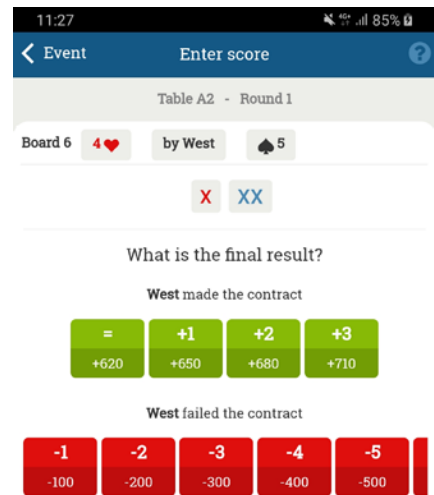 11:27 4G+ 85%
Event Enter score ?
Table A2 - Round 1
Board 6 4♥ by West ♠5
X XX
What is the final result?
West made the contract
= +1 +2 +3
+620 +650 +680 +710
West failed the contract
-1 -2 -3 -4 -5
-100 -200 -300 -400 -500